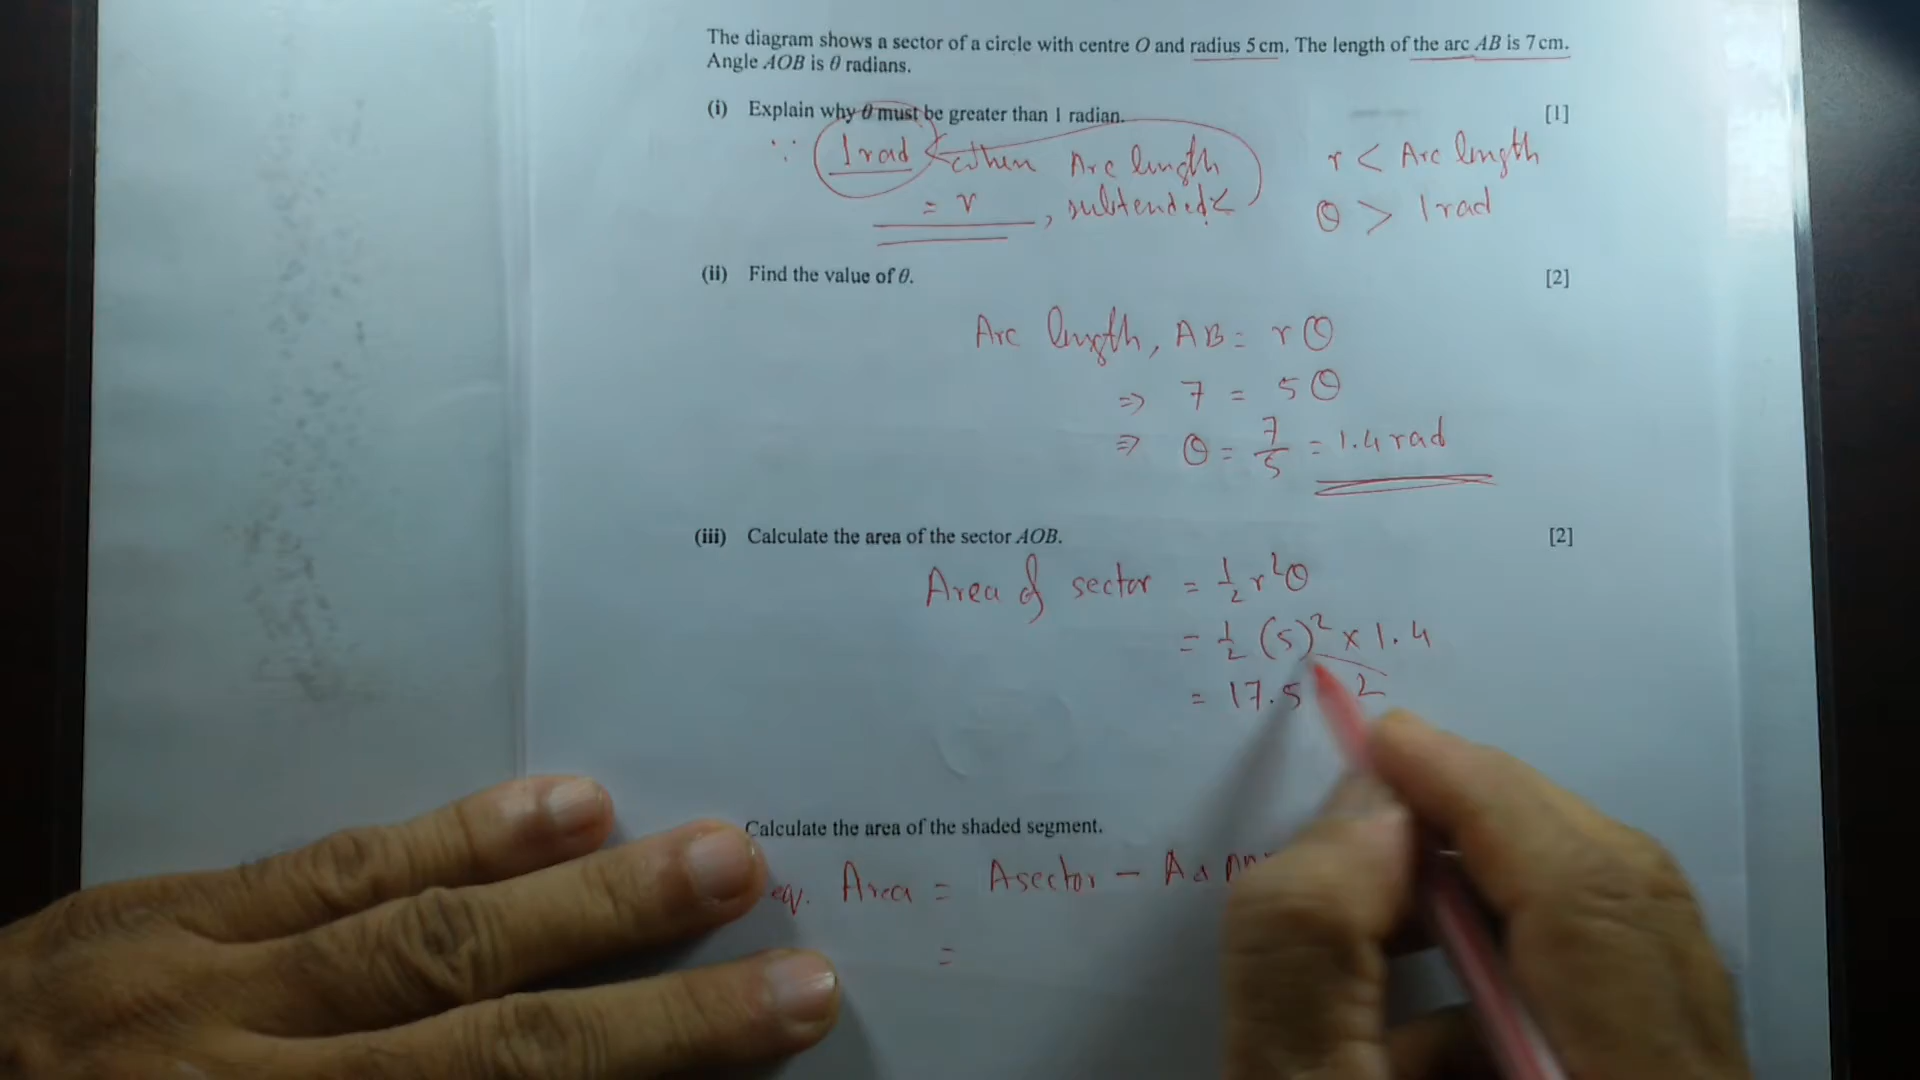 The diagram shows a sector of a circle with centre O and radius 5 cm. The length of the arc AB is 7 cm.
Angle AOB is θ radians.
(i) Explain why θ must be greater than 1 radian. [1]
∵ 1 rad when Arc length r < Arc length
= r, subtended θ > 1 rad
(ii) Find the value of θ. [2]
Arc length, AB = rθ
⇒ 7 = 5θ
⇒ θ = 7/5 = 1.4 rad
(iii) Calculate the area of the sector AOB. [2]
Area of sector = 1/2 r²θ
= 1/2 (5)² × 1.4
= 17.5 2
Calculate the area of the shaded segment.
eq. Area = Asector −
=